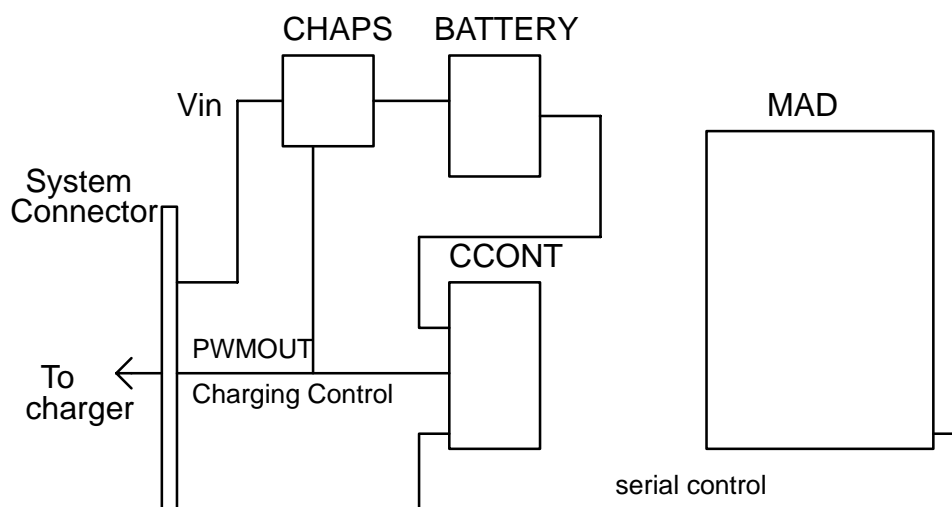 CHAPS
BATTERY
Vin
MAD
System
Connector
CCONT
PWMOUT
To
charger
Charging Control
serial control